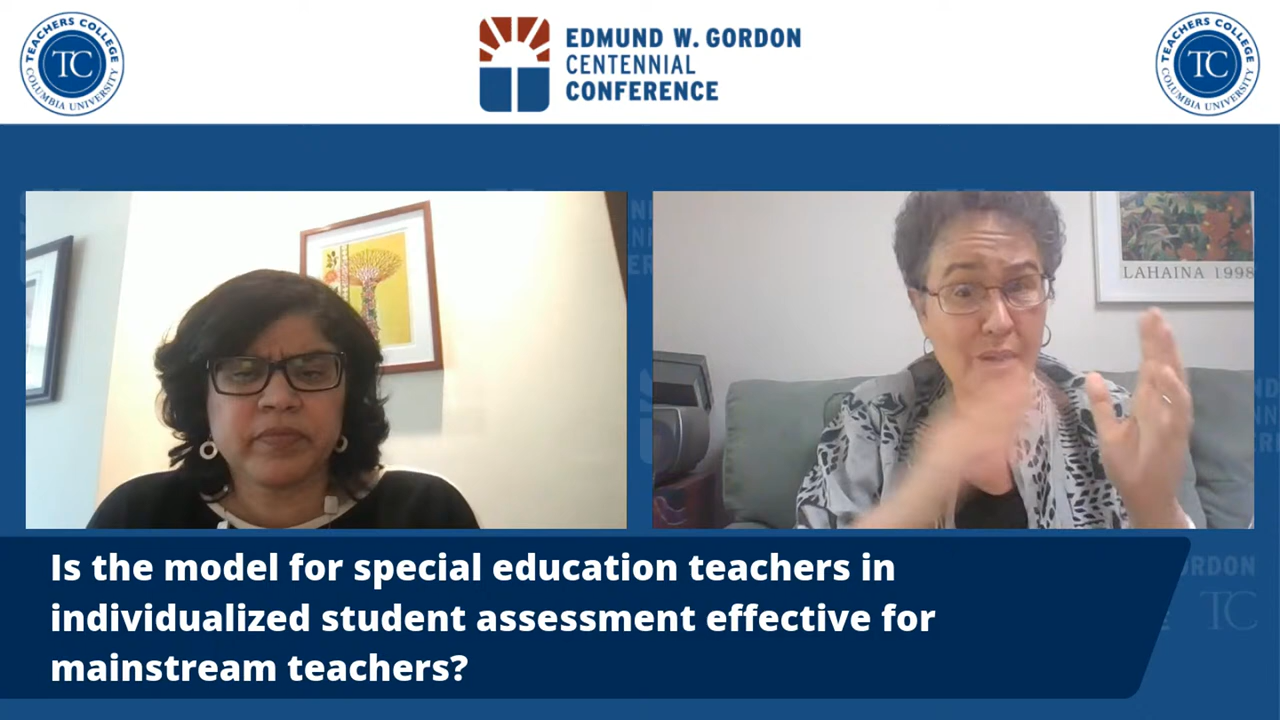 TEACHERS COLLEGE
TC
COLUMBIA UNIVERSITY
EDMUND W. GORDON
CENTENNIAL
CONFERENCE
TEACHERS COLLEGE
TC
COLUMBIA UNIVERSITY
LAHAINA 1998
Is the model for special education teachers in
individualized student assessment effective for
mainstream teachers?
TC